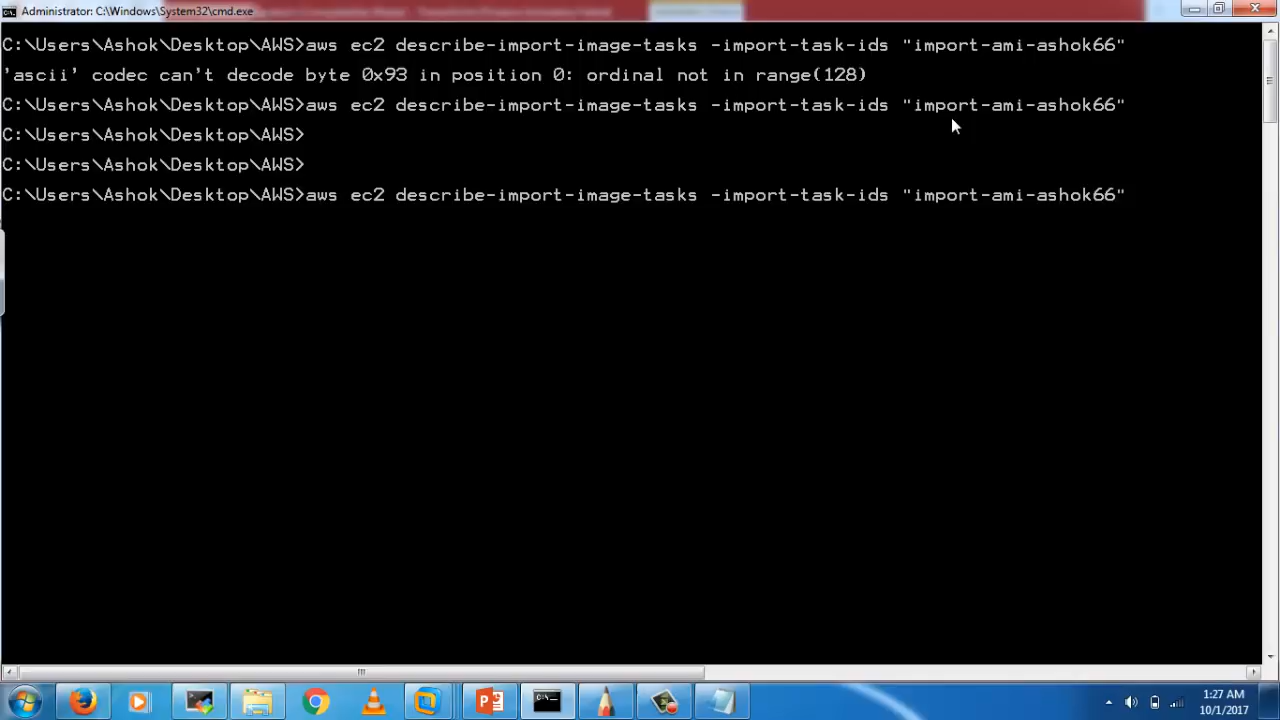 Administrator: C:\Windows\System32\cmd.exe
C:\Users\Ashok\Desktop\AWS>aws ec2 describe-import-image-tasks -import-task-ids "import-ami-ashok66"
'ascii' codec can't decode byte 0x93 in position 0: ordinal not in range(128)
C:\Users\Ashok\Desktop\AWS>aws ec2 describe-import-image-tasks -import-task-ids "import-ami-ashok66"
C:\Users\Ashok\Desktop\AWS>
C:\Users\Ashok\Desktop\AWS>
C:\Users\Ashok\Desktop\AWS>aws ec2 describe-import-image-tasks -import-task-ids "import-ami-ashok66"
1:27 AM
10/1/2017